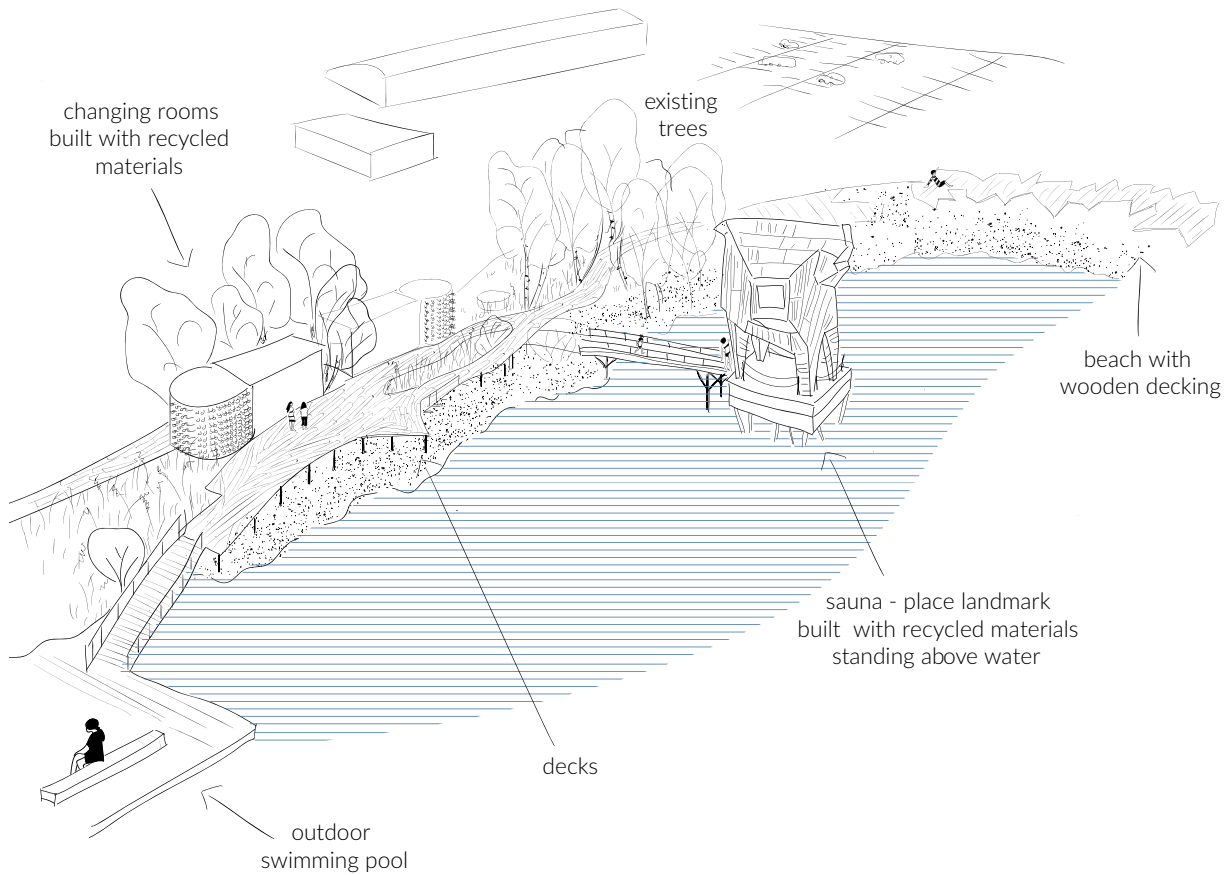 changing rooms
built with recycled
materials
existing
trees
beach with
wooden decking
sauna - place landmark
built  with recycled materials
standing above water
decks
outdoor
swimming pool